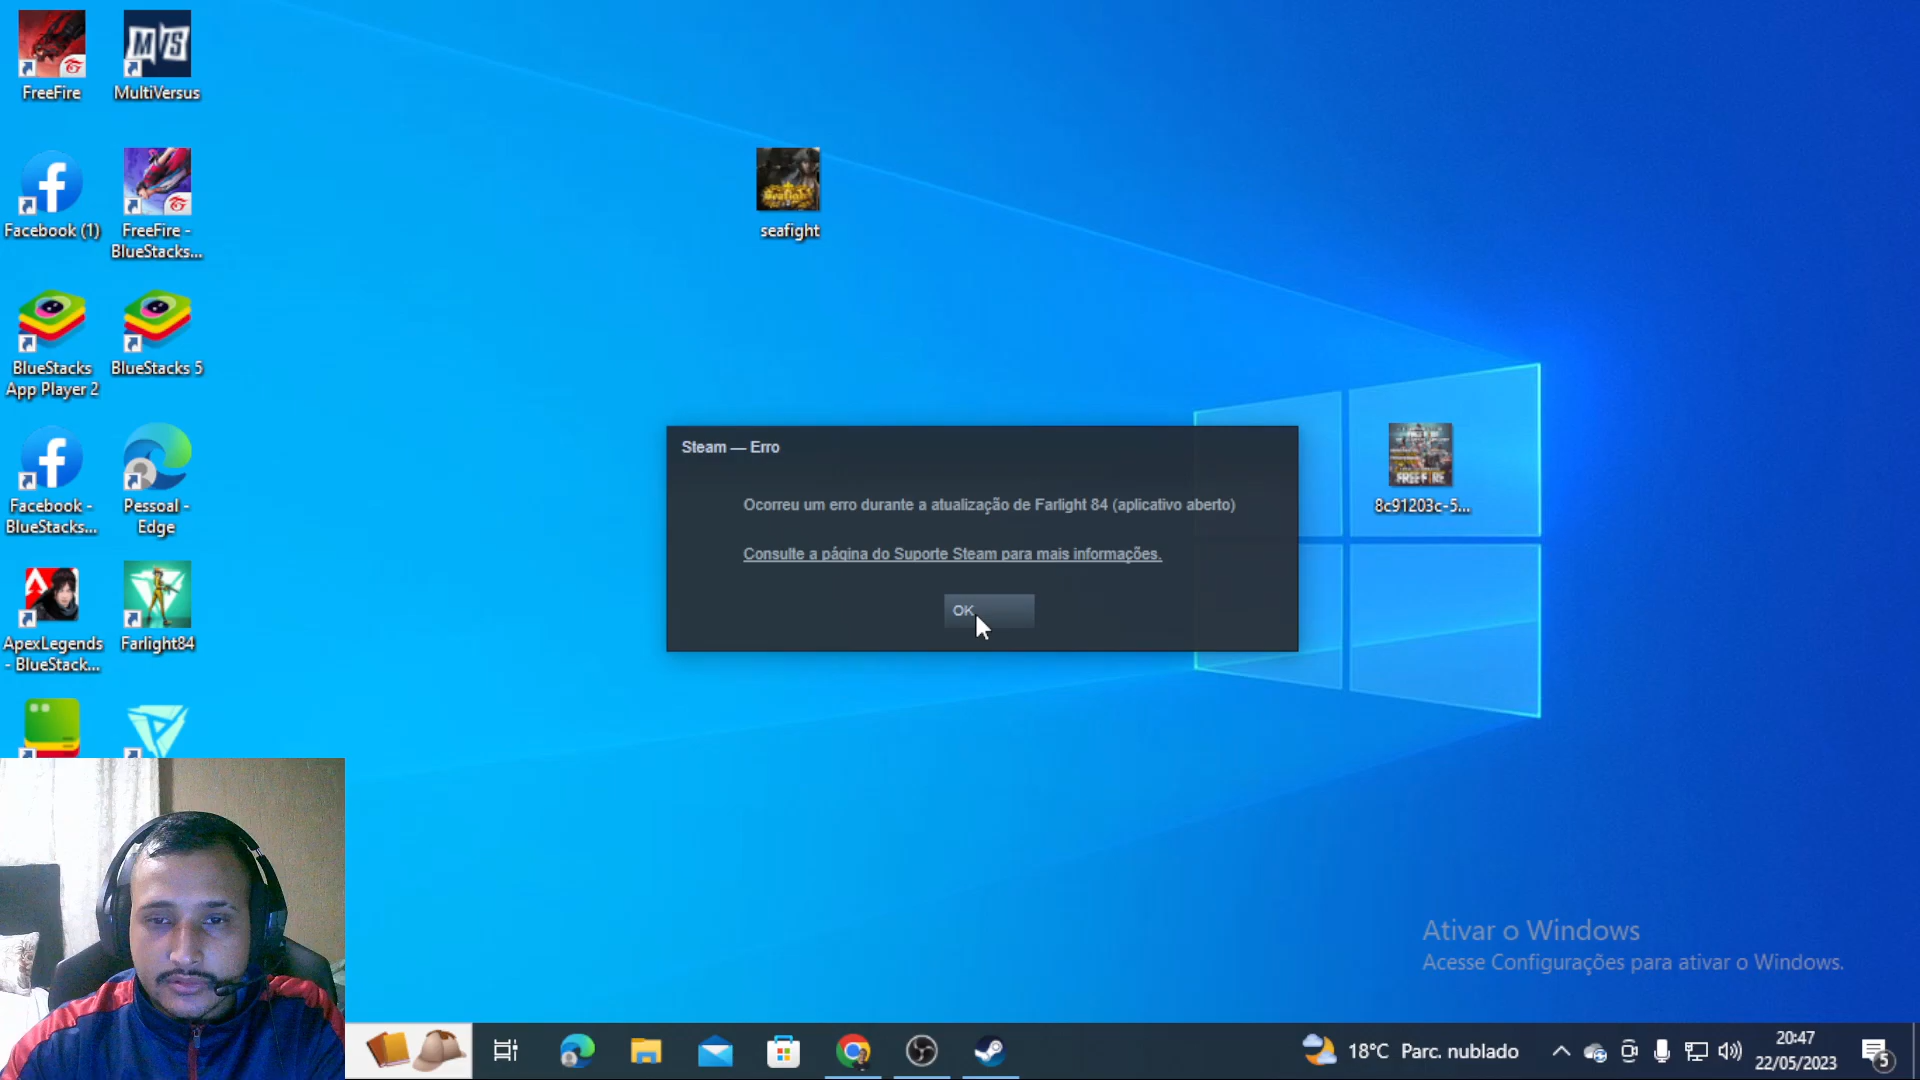 FreeFire
MultiVersus
Facebook (1)
FreeFire -
BlueStacks...
seafight
BlueStacks
App Player 2
BlueStacks 5
Facebook -
BlueStacks...
Pessoal -
Edge
ApexLegends
- BlueStack...
Farlight84
Steam — Erro
Ocorreu um erro durante a atualização de Farlight 84 (aplicativo aberto)
Consulte a página do Suporte Steam para mais informações.
OK
FREE FIRE
8c91203c-5...
Ativar o Windows
Acesse Configurações para ativar o Windows.
18°C Parc. nublado
20:47
22/05/2023
5